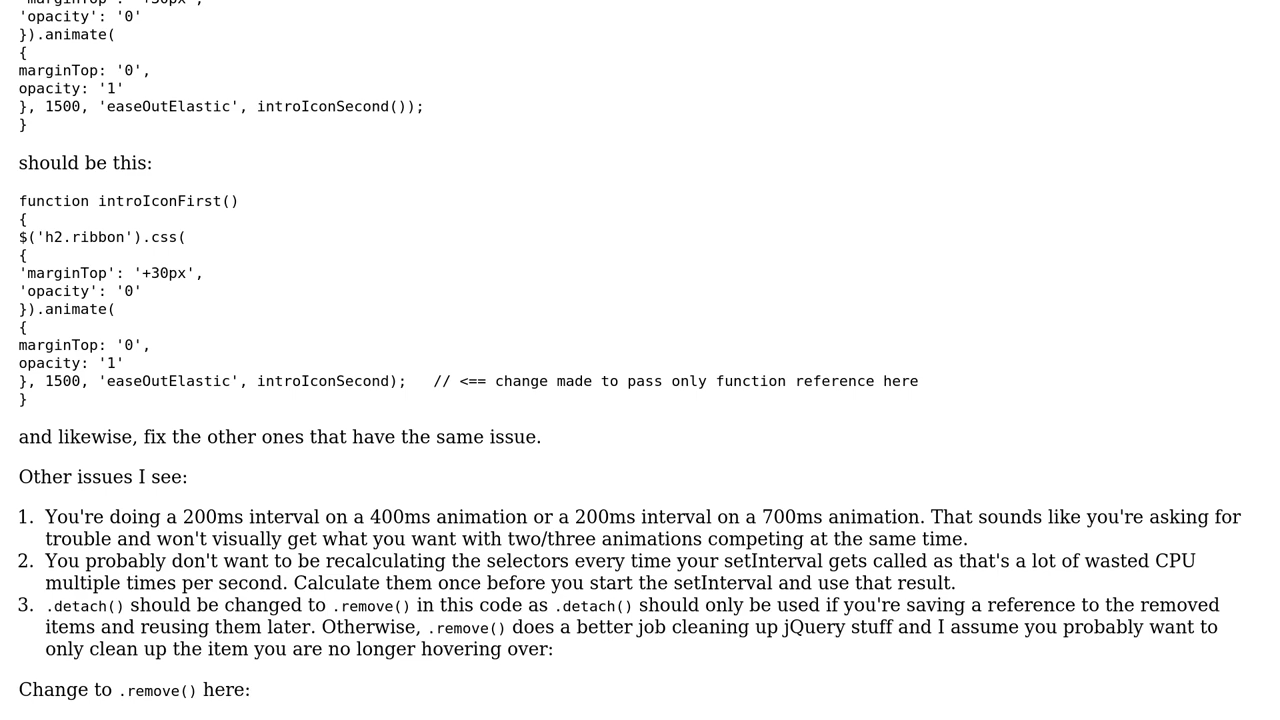 'marginTop': '+30px',
'opacity': '0'
}).animate(
{
marginTop: '0',
opacity: '1'
}, 1500, 'easeOutElastic', introIconSecond());
}
should be this:
function introIconFirst()
{
$('h2.ribbon').css(
{
'marginTop': '+30px',
'opacity': '0'
}).animate(
{
marginTop: '0',
opacity: '1'
}, 1500, 'easeOutElastic', introIconSecond);   // <== change made to pass only function reference here
}
and likewise, fix the other ones that have the same issue.
Other issues I see:
1. You're doing a 200ms interval on a 400ms animation or a 200ms interval on a 700ms animation. That sounds like you're asking for
trouble and won't visually get what you want with two/three animations competing at the same time.
2. You probably don't want to be recalculating the selectors every time your setInterval gets called as that's a lot of wasted CPU
multiple times per second. Calculate them once before you start the setInterval and use that result.
3. .detach() should be changed to .remove() in this code as .detach() should only be used if you're saving a reference to the removed
items and reusing them later. Otherwise, .remove() does a better job cleaning up jQuery stuff and I assume you probably want to
only clean up the item you are no longer hovering over:
Change to .remove() here: